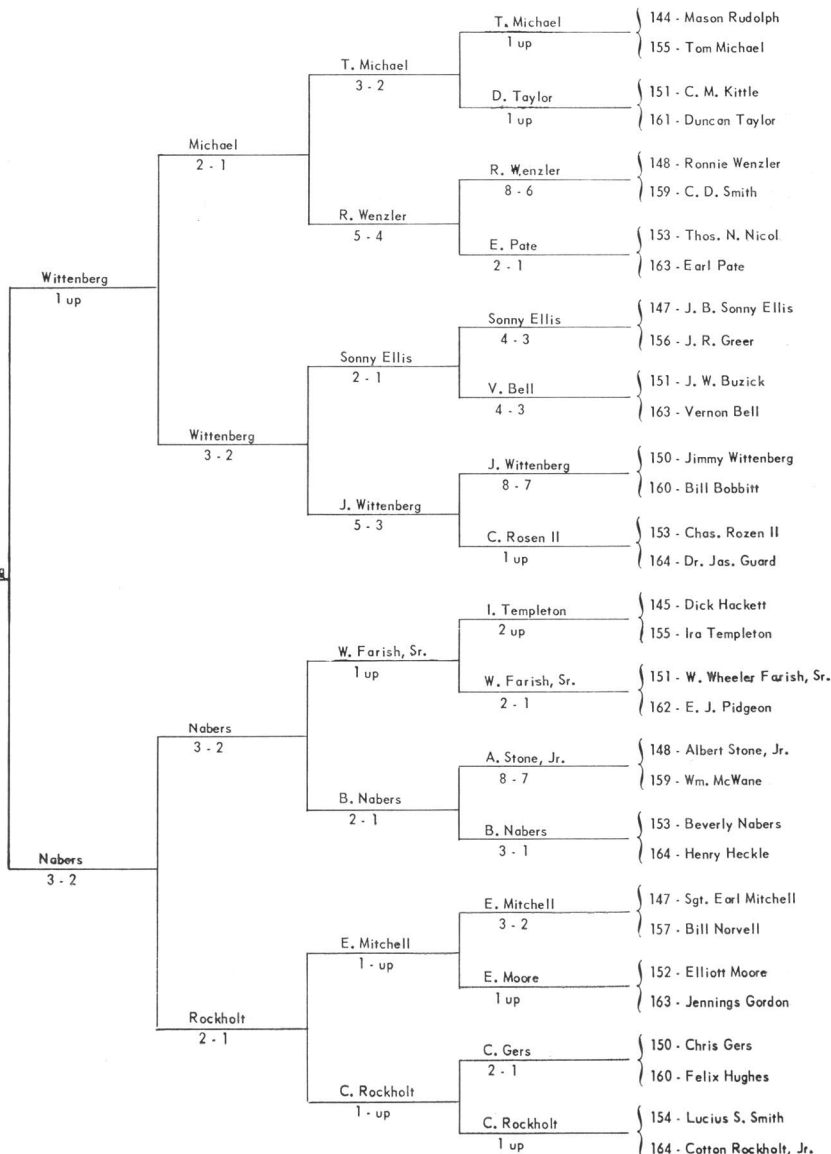 T. Michael
1 up
144 - Mason Rudolph
155 - Tom Michael
T. Michael
3 - 2
D. Taylor
1 up
151 - C. M. Kittle
161 - Duncan Taylor
Michael
2 - 1
R. Wenzler
8 - 6
148 - Ronnie Wenzler
159 - C. D. Smith
R. Wenzler
5 - 4
E. Pate
2 - 1
153 - Thos. N. Nicol
163 - Earl Pate
Wittenberg
1 up
Sonny Ellis
4 - 3
147 - J. B. Sonny Ellis
156 - J. R. Greer
Sonny Ellis
2 - 1
V. Bell
4 - 3
151 - J. W. Buzick
163 - Vernon Bell
Wittenberg
3 - 2
J. Wittenberg
8 - 7
150 - Jimmy Wittenberg
160 - Bill Bobbitt
J. Wittenberg
5 - 3
C. Rosen II
1 up
153 - Chas. Rozen II
164 - Dr. Jas. Guard
I. Templeton
2 up
145 - Dick Hackett
155 - Ira Templeton
W. Farish, Sr.
1 up
W. Farish, Sr.
2 - 1
151 - W. Wheeler Farish, Sr.
162 - E. J. Pidgeon
Nabers
3 - 2
A. Stone, Jr.
8 - 7
148 - Albert Stone, Jr.
159 - Wm. McWane
B. Nabers
2 - 1
B. Nabers
3 - 1
153 - Beverly Nabers
164 - Henry Heckle
Nabers
3 - 2
E. Mitchell
3 - 2
147 - Sgt. Earl Mitchell
157 - Bill Norvell
E. Mitchell
1 - up
E. Moore
1 up
152 - Elliott Moore
163 - Jennings Gordon
Rockholt
2 - 1
C. Gers
2 - 1
150 - Chris Gers
160 - Felix Hughes
C. Rockholt
1 - up
C. Rockholt
1 up
154 - Lucius S. Smith
164 - Cotton Rockholt, Jr.